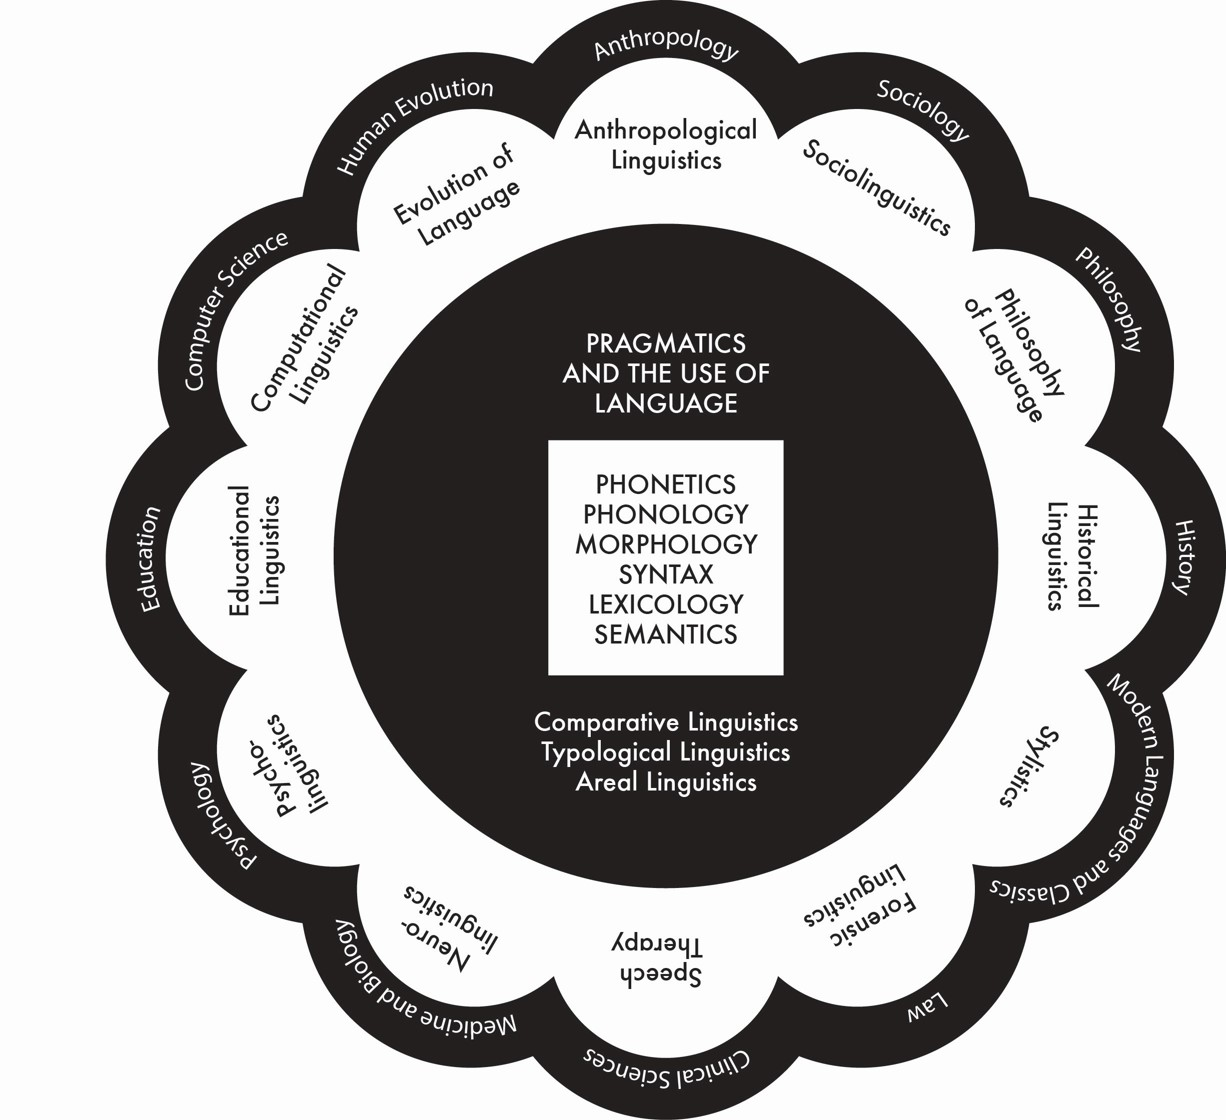 Anthropology
Anthropological
Linguistics
Sociology
Sociolinguistics
Philosophy
Philosophy
of Language
History
Historical
Linguistics
Modern Languages and Classics
Stylistics
Law
Forensic
Linguistics
Clinical Sciences
Speech
Therapy
Medicine and Biology
Neuro-
linguistics
Psychology
Psycho-
linguistics
Education
Educational
Linguistics
Computer Science
Computational
Linguistics
Human Evolution
Evolution of
Language
PRAGMATICS
AND THE USE OF
LANGUAGE
PHONETICS
PHONOLOGY
MORPHOLOGY
SYNTAX
LEXICOLOGY
SEMANTICS
Comparative Linguistics
Typological Linguistics
Areal Linguistics